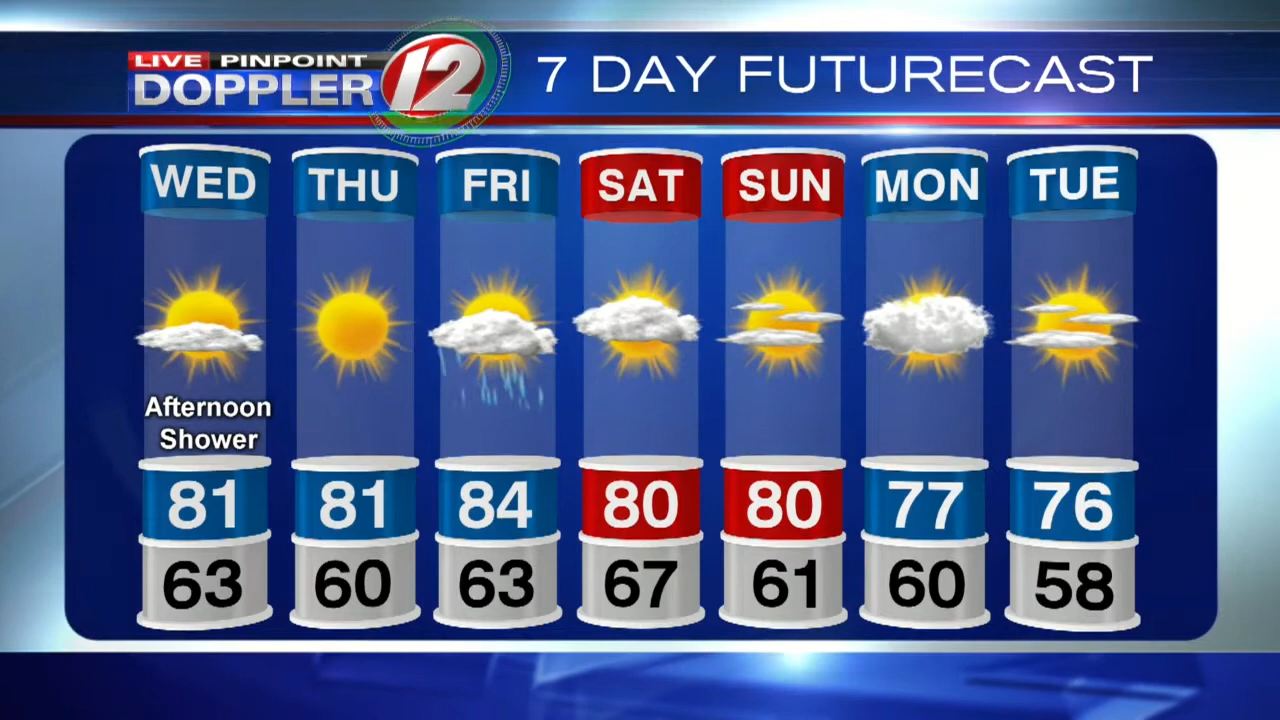 LIVE PINPOINT
DOPPLER 12
7 DAY FUTURECAST
WED THU FRI SAT SUN MON TUE
Afternoon
Shower
81 81 84 80 80 77 76
63 60 63 67 61 60 58